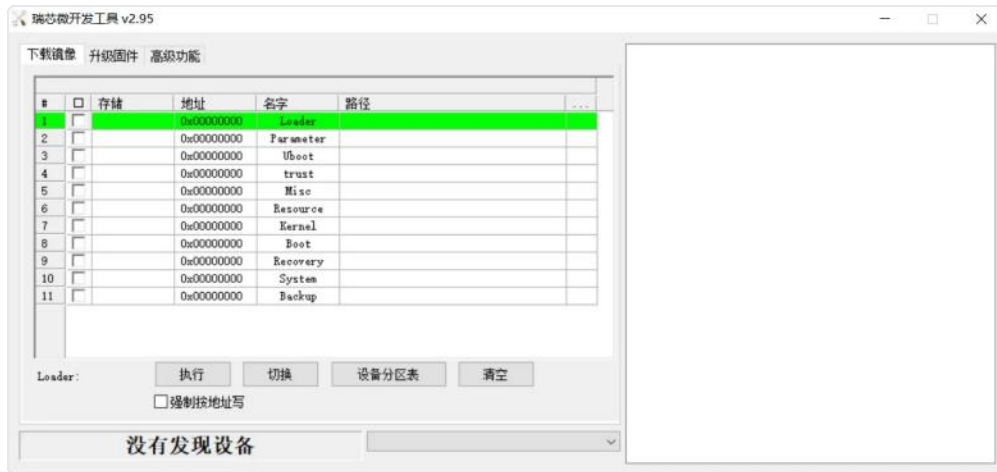 瑞芯微开发工具 v2.95
下载镜像 升级固件 高级功能
# 存储 地址 名字 路径 ...
1 0x00000000 Loader
2 0x00000000 Parameter
3 0x00000000 Uboot
4 0x00000000 trust
5 0x00000000 Misc
6 0x00000000 Resource
7 0x00000000 Kernel
8 0x00000000 Boot
9 0x00000000 Recovery
10 0x00000000 System
11 0x00000000 Backup
Loader: 执行 切换 设备分区表 清空
强制按地址写
没有发现设备